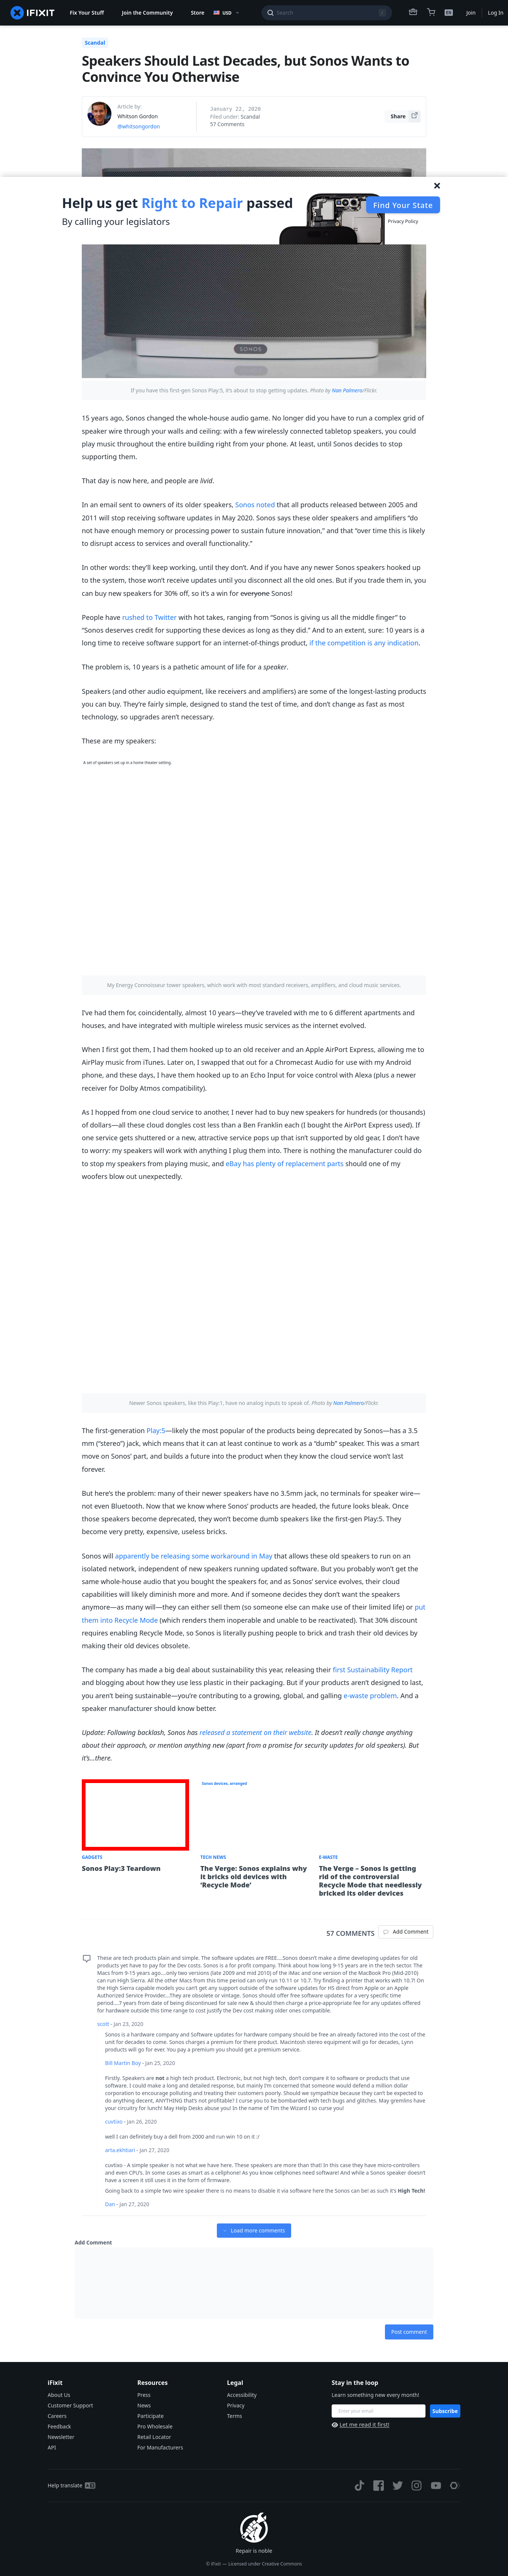 IFIXIT
Fix Your Stuff
Join the Community
Store
USD
Search
/
EN
Join
Log In
Scandal
Speakers Should Last Decades, but Sonos Wants to
Convince You Otherwise
Article by:
Whitson Gordon
@whitsongordon
January 22, 2020
Filed under: Scandal
57 Comments
Share
Help us get Right to Repair passed
By calling your legislators
Find Your State
Privacy Policy
SONOS
If you have this first-gen Sonos Play:5, it’s about to stop getting updates. Photo by Nan Palmero/Flickr.
15 years ago, Sonos changed the whole-house audio game. No longer did you have to run a complex grid of
speaker wire through your walls and ceiling: with a few wirelessly connected tabletop speakers, you could
play music throughout the entire building right from your phone. At least, until Sonos decides to stop
supporting them.
That day is now here, and people are livid.
In an email sent to owners of its older speakers, Sonos noted that all products released between 2005 and
2011 will stop receiving software updates in May 2020. Sonos says these older speakers and amplifiers “do
not have enough memory or processing power to sustain future innovation,” and that “over time this is likely
to disrupt access to services and overall functionality.”
In other words: they’ll keep working, until they don’t. And if you have any newer Sonos speakers hooked up
to the system, those won’t receive updates until you disconnect all the old ones. But if you trade them in, you
can buy new speakers for 30% off, so it’s a win for everyone Sonos!
People have rushed to Twitter with hot takes, ranging from “Sonos is giving us all the middle finger” to
“Sonos deserves credit for supporting these devices as long as they did.” And to an extent, sure: 10 years is a
long time to receive software support for an internet-of-things product, if the competition is any indication.
The problem is, 10 years is a pathetic amount of life for a speaker.
Speakers (and other audio equipment, like receivers and amplifiers) are some of the longest-lasting products
you can buy. They’re fairly simple, designed to stand the test of time, and don’t change as fast as most
technology, so upgrades aren’t necessary.
These are my speakers:
A set of speakers set up in a home theater setting.
My Energy Connoisseur tower speakers, which work with most standard receivers, amplifiers, and cloud music services.
I’ve had them for, coincidentally, almost 10 years—they’ve traveled with me to 6 different apartments and
houses, and have integrated with multiple wireless music services as the internet evolved.
When I first got them, I had them hooked up to an old receiver and an Apple AirPort Express, allowing me to
AirPlay music from iTunes. Later on, I swapped that out for a Chromecast Audio for use with my Android
phone, and these days, I have them hooked up to an Echo Input for voice control with Alexa (plus a newer
receiver for Dolby Atmos compatibility).
As I hopped from one cloud service to another, I never had to buy new speakers for hundreds (or thousands)
of dollars—all these cloud dongles cost less than a Ben Franklin each (I bought the AirPort Express used). If
one service gets shuttered or a new, attractive service pops up that isn’t supported by old gear, I don’t have
to worry: my speakers will work with anything I plug them into. There is nothing the manufacturer could do
to stop my speakers from playing music, and eBay has plenty of replacement parts should one of my
woofers blow out unexpectedly.
Newer Sonos speakers, like this Play:1, have no analog inputs to speak of. Photo by Nan Palmero/Flickr.
The first-generation Play:5—likely the most popular of the products being deprecated by Sonos—has a 3.5
mm (“stereo”) jack, which means that it can at least continue to work as a “dumb” speaker. This was a smart
move on Sonos’ part, and builds a future into the product when they knew the cloud service won’t last
forever.
But here’s the problem: many of their newer speakers have no 3.5mm jack, no terminals for speaker wire—
not even Bluetooth. Now that we know where Sonos’ products are headed, the future looks bleak. Once
those speakers become deprecated, they won’t become dumb speakers like the first-gen Play:5. They
become very pretty, expensive, useless bricks.
Sonos will apparently be releasing some workaround in May that allows these old speakers to run on an
isolated network, independent of new speakers running updated software. But you probably won’t get the
same whole-house audio that you bought the speakers for, and as Sonos’ service evolves, their cloud
capabilities will likely diminish more and more. And if someone decides they don’t want the speakers
anymore—as many will—they can either sell them (so someone else can make use of their limited life) or put
them into Recycle Mode (which renders them inoperable and unable to be reactivated). That 30% discount
requires enabling Recycle Mode, so Sonos is literally pushing people to brick and trash their old devices by
making their old devices obsolete.
The company has made a big deal about sustainability this year, releasing their first Sustainability Report
and blogging about how they use less plastic in their packaging. But if your products aren’t designed to last,
you aren’t being sustainable—you’re contributing to a growing, global, and galling e-waste problem. And a
speaker manufacturer should know better.
Update: Following backlash, Sonos has released a statement on their website. It doesn’t really change anything
about their approach, or mention anything new (apart from a promise for security updates for old speakers). But
it’s…there.
Sonos devices, arranged
GADGETS
Sonos Play:3 Teardown
TECH NEWS
The Verge: Sonos explains why
it bricks old devices with
‘Recycle Mode’
E-WASTE
The Verge – Sonos is getting
rid of the controversial
Recycle Mode that needlessly
bricked its older devices
57 COMMENTS
Add Comment
These are tech products plain and simple. The software updates are FREE....Sonos doesn’t make a dime developing updates for old
products yet have to pay for the Dev costs. Sonos is a for profit company. Think about how long 9-15 years are in the tech sector. The
Macs from 9-15 years ago....only two versions (late 2009 and mid 2010) of the iMac and one version of the MacBook Pro (Mid-2010)
can run High Sierra. All the other Macs from this time period can only run 10.11 or 10.7. Try finding a printer that works with 10.7! On
the High Sierra capable models you can’t get any support outside of the diehards for these as High Sierra is not on Apple or an Apple
Authorized Service Provider....They are obsolete or vintage. Sonos should offer free software updates for a very specific time
period....7 years from date of being discontinued for sale new & should then charge a price-appropriate fee for any updates offered
for hardware outside that time to cover the Dev cost making older ones compatible.
scott - Jan 23, 2020
Sonos is a hardware company and Software updates for hardware company should be free an already factored into the cost of the
unit for decades to come. Sonos charges a premium for there product. Macintosh stereo equipment will go for decades, Lynn
products will go for ever. You pay a premium you should get a premium service.
Bill Martin Boy - Jan 25, 2020
Firstly. Speakers are not a high tech product. Electronic, but not high tech, don’t compare it to software or products that use
software. I could make a long and detailed response, but mainly I’m concerned that someone would defend a million dollar
corporation to encourage poluting and treating their customers poorly. Should we sympathize because they can’t be expected to
do anything decent, ANYTHING that’s not profitable? I curse you to be bombarded with tech bugs and glitches. May gremlins have
your circuitry for lunch! May Help Desks abuse you! In the name of Tim the Wizard I so curse you!
cuvtixo - Jan 26, 2020
well I can definitely buy a dell from 2000 and run win 10 on it :/
arta.ekhtiari - Jan 27, 2020
cuvtixo - A simple speaker is not what we have here. These speakers are more than that! In this case they have micro-controllers
and even CPU’s. In some cases as smart as a cellphone! As you know cellphones need software! And while a Sonos speaker doesn’t
have a screen it still uses it in the form of firmware.
Going back to a simple two wire speaker there is no means to disable it via software here the Sonos can be! as such it’s High Tech!
Dan - Jan 27, 2020
Load more comments
Add Comment
Post comment
iFixit
About Us
Customer Support
Careers
Feedback
Newsletter
API
Resources
Press
News
Participate
Pro Wholesale
Retail Locator
For Manufacturers
Legal
Accessibility
Privacy
Terms
Stay in the loop
Learn something new every month!
Enter your email
Subscribe
Let me read it first!
Help translate
Repair is noble
© iFixit — Licensed under Creative Commons